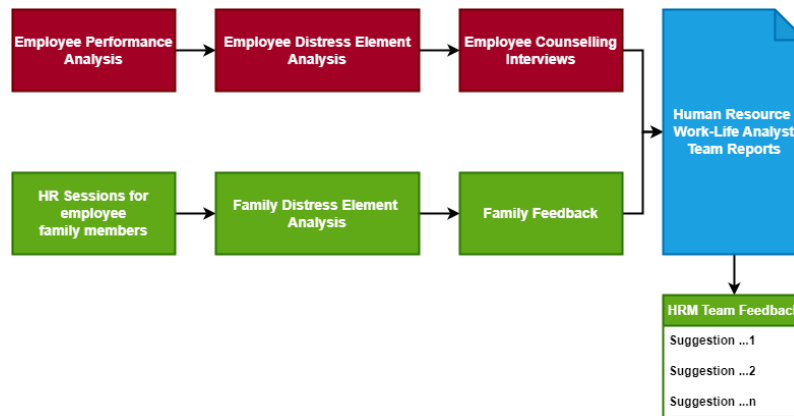 Employee Performance
Analysis
Employee Distress Element
Analysis
Employee Counselling
Interviews
Human Resource
Work-Life Analyst
Team Reports
HR Sessions for
employee
family members
Family Distress Element
Analysis
Family Feedback
HRM Team Feedback
Suggestion ...1
Suggestion ...2
Suggestion ...n